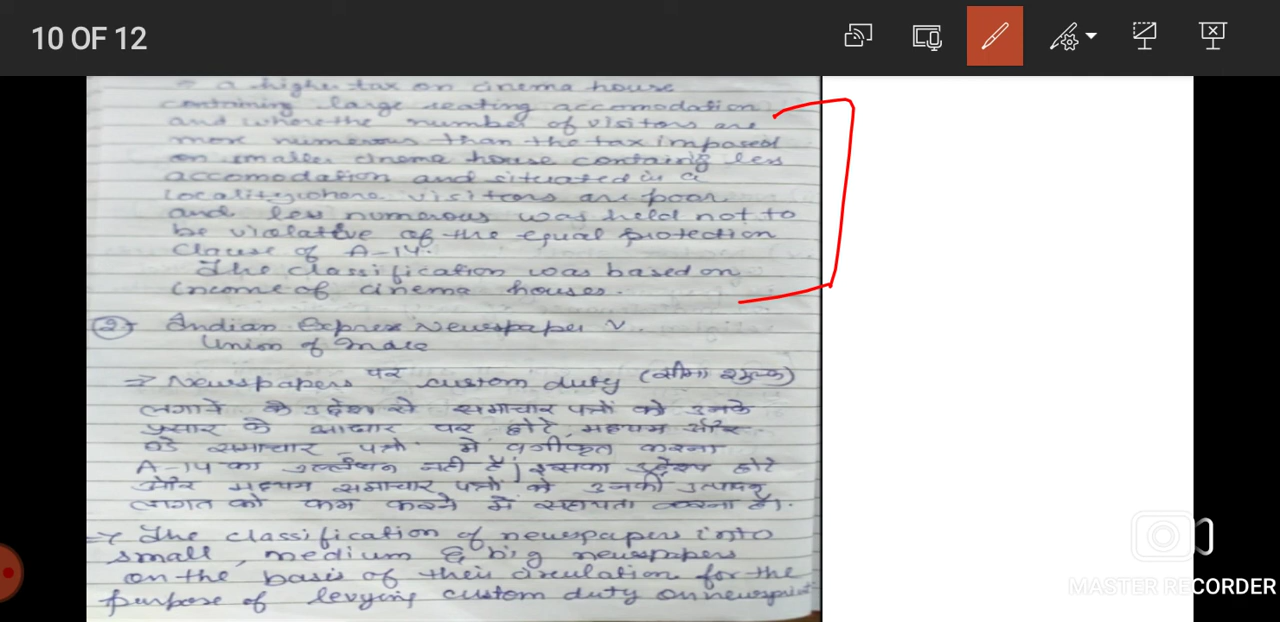 10 OF 12
a higher tax on cinema house
containing large seating accomodation
and where the number of visitors are
more numerous than the tax imposed
on smaller cinema house containig less
accomodation and situated in a
locality where visitors are poor
and less numerous was held not to
be violative of the equal protection
Clause of A-14.
The classification was based on
income of cinema houses.
② Indian Express Newspaper V.
Union of India
→ Newspapers पर custom duty (सीमा शुल्क)
लगाने के उद्देश्य से समाचार पत्रों को उनके
प्रसार के आधार पर छोटे, मध्यम और
बडे समाचार पत्रो में वर्गीकृत करना
A-14 का उल्लंघन नही है। इसका उद्देश्य छोटे
और मध्यम समाचार पत्रों को उनकी उत्पादन
लागत को कम करने में सहायता करना है।
→ The classification of newspapers into
small, medium & big newspapers
on the basis of their circulation for the
purpose of levying custom duty on newsprint
MASTER RECORDER